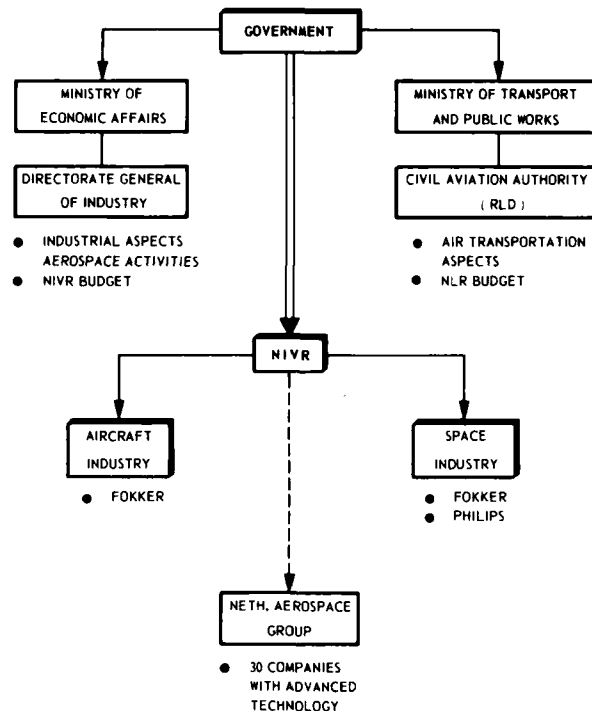 GOVERNMENT
MINISTRY OF
ECONOMIC AFFAIRS
MINISTRY OF TRANSPORT
AND PUBLIC WORKS
DIRECTORATE GENERAL
OF INDUSTRY
CIVIL AVIATION AUTHORITY
( RLD )
● INDUSTRIAL ASPECTS
AEROSPACE ACTIVITIES
● NIVR BUDGET
● AIR TRANSPORTATION
ASPECTS
● NLR BUDGET
NIVR
AIRCRAFT
INDUSTRY
● FOKKER
SPACE
INDUSTRY
● FOKKER
● PHILIPS
NETH, AEROSPACE
GROUP
● 30 COMPANIES
WITH ADVANCED
TECHNOLOGY